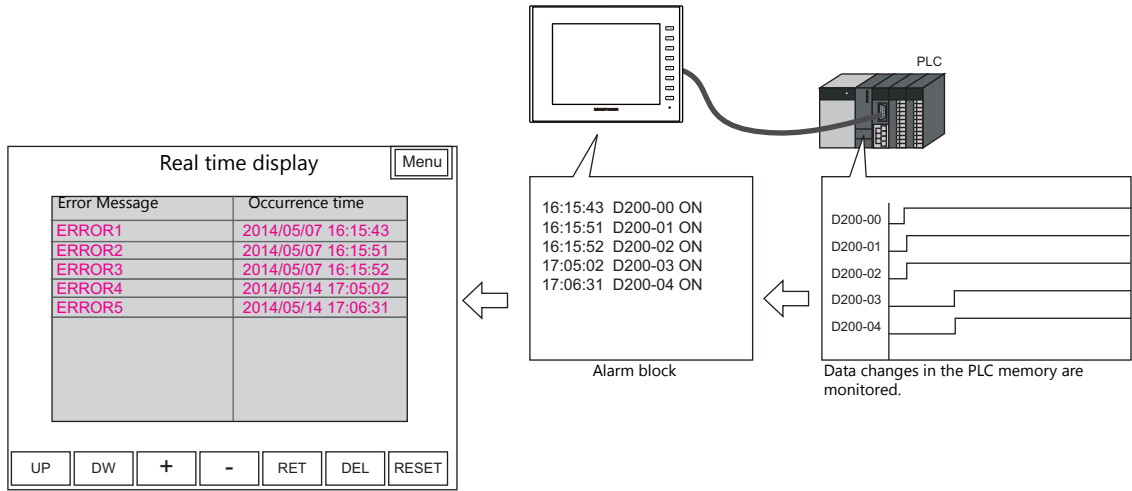 PLC
Real time display
Menu
Error Message Occurrence time
ERROR1 2014/05/07 16:15:43
ERROR2 2014/05/07 16:15:51
ERROR3 2014/05/07 16:15:52
ERROR4 2014/05/14 17:05:02
ERROR5 2014/05/14 17:06:31
UP DW + - RET DEL RESET
16:15:43 D200-00 ON
16:15:51 D200-01 ON
16:15:52 D200-02 ON
17:05:02 D200-03 ON
17:06:31 D200-04 ON
Alarm block
D200-00
D200-01
D200-02
D200-03
D200-04
Data changes in the PLC memory are
monitored.